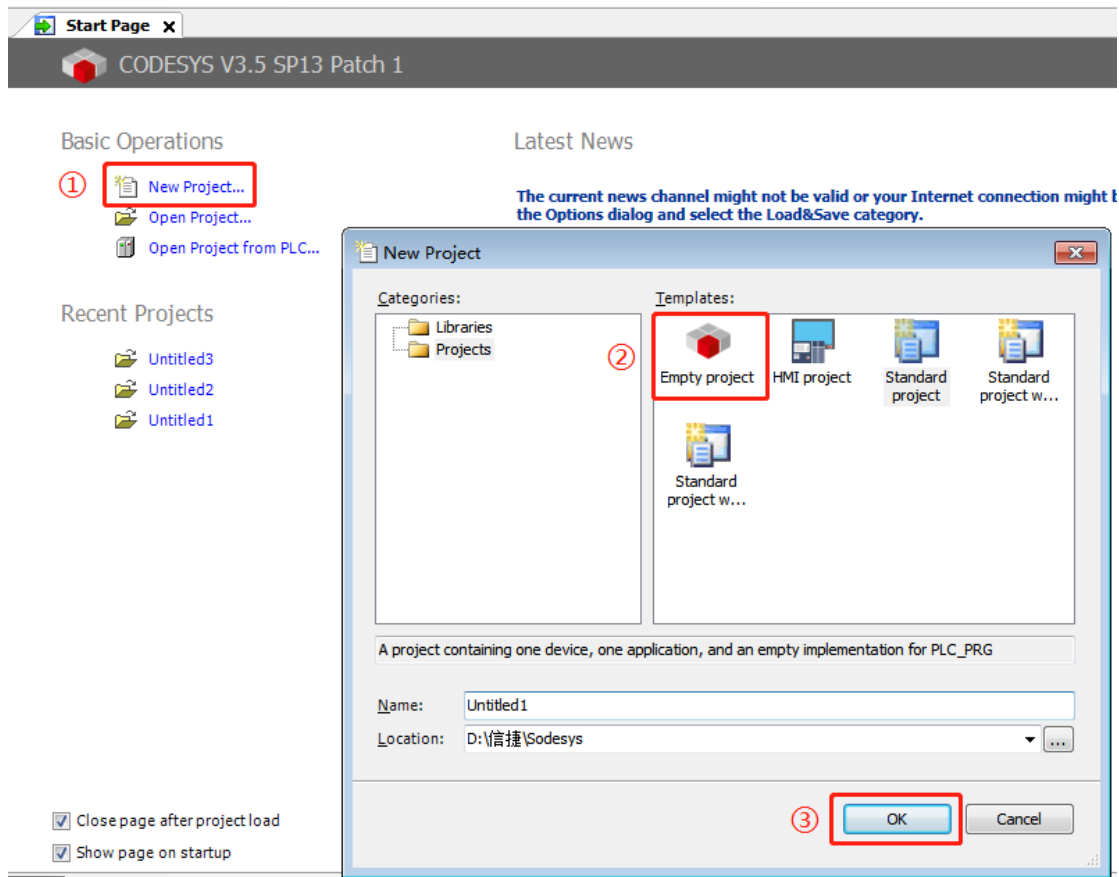 Start Page
CODESYS V3.5 SP13 Patch 1
Basic Operations
Latest News
① New Project...
Open Project...
Open Project from PLC...
The current news channel might not be valid or your Internet connection might b
the Options dialog and select the Load&Save category.
Recent Projects
Untitled3
Untitled2
Untitled1
New Project
Categories:
Templates:
Libraries
Projects
②
Empty project
HMI project
Standard
project
Standard
project w...
Standard
project w...
A project containing one device, one application, and an empty implementation for PLC_PRG
Name: Untitled1
Location: D:\信捷\Sodesys
...
③ OK
Cancel
Close page after project load
Show page on startup